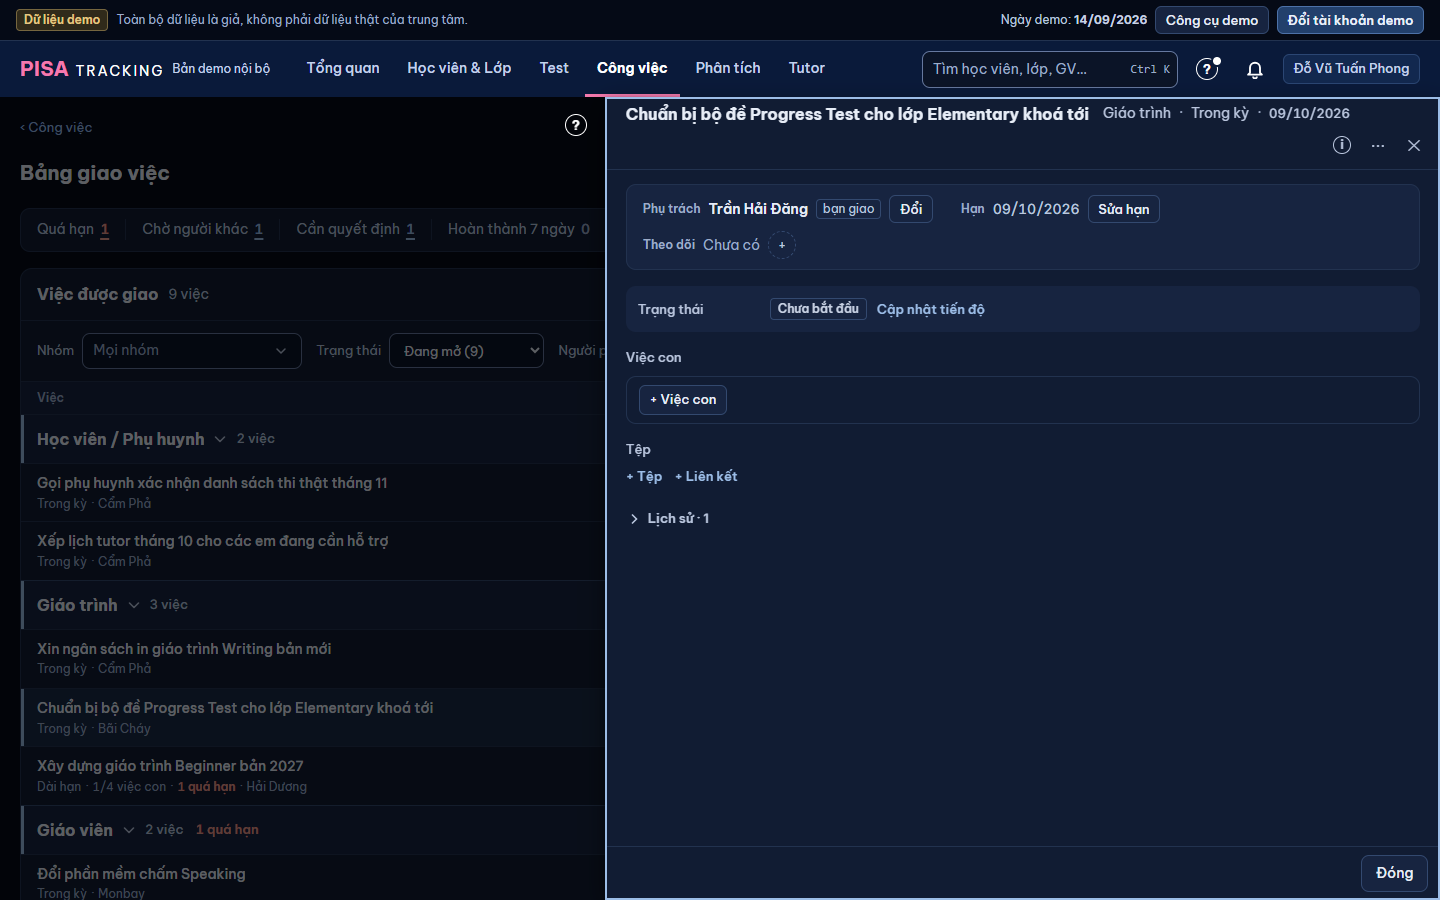 Dữ liệu demo Toàn bộ dữ liệu là giả, không phải dữ liệu thật của trung tâm. Ngày demo: 14/09/2026 Công cụ demo Đổi tài khoản demo
PISA TRACKING Bản demo nội bộ Tổng quan Học viên & Lớp Test Công việc Phân tích Tutor Tìm học viên, lớp, GV... Ctrl K ? Đỗ Vũ Tuấn Phong
‹ Công việc ?
Bảng giao việc
Quá hạn 1 Chờ người khác 1 Cần quyết định 1 Hoàn thành 7 ngày 0
Việc được giao 9 việc
Nhóm Mọi nhóm Trạng thái Đang mở (9) Người p
Việc
Học viên / Phụ huynh 2 việc
Gọi phụ huynh xác nhận danh sách thi thật tháng 11
Trong kỳ · Cẩm Phả
Xếp lịch tutor tháng 10 cho các em đang cần hỗ trợ
Trong kỳ · Cẩm Phả
Giáo trình 3 việc
Xin ngân sách in giáo trình Writing bản mới
Trong kỳ · Cẩm Phả
Chuẩn bị bộ đề Progress Test cho lớp Elementary khoá tới
Trong kỳ · Bãi Cháy
Xây dựng giáo trình Beginner bản 2027
Dài hạn · 1/4 việc con · 1 quá hạn · Hải Dương
Giáo viên 2 việc 1 quá hạn
Đổi phần mềm chấm Speaking
Trong kỳ · Monbay
Chuẩn bị bộ đề Progress Test cho lớp Elementary khoá tới Giáo trình · Trong kỳ · 09/10/2026
Phụ trách Trần Hải Đăng bạn giao Đổi Hạn 09/10/2026 Sửa hạn
Theo dõi Chưa có +
Trạng thái Chưa bắt đầu Cập nhật tiến độ
Việc con
+ Việc con
Tệp
+ Tệp + Liên kết
Lịch sử · 1
Đóng